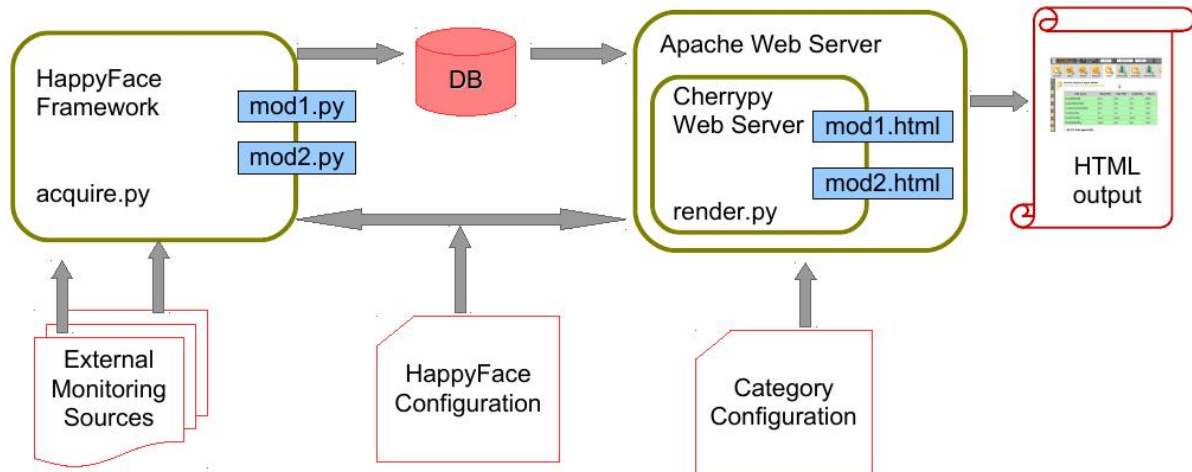 HappyFace
Framework
mod1.py
mod2.py
acquire.py
DB
Apache Web Server
Cherrypy
Web Server
mod1.html
mod2.html
render.py
HTML
output
External
Monitoring
Sources
HappyFace
Configuration
Category
Configuration